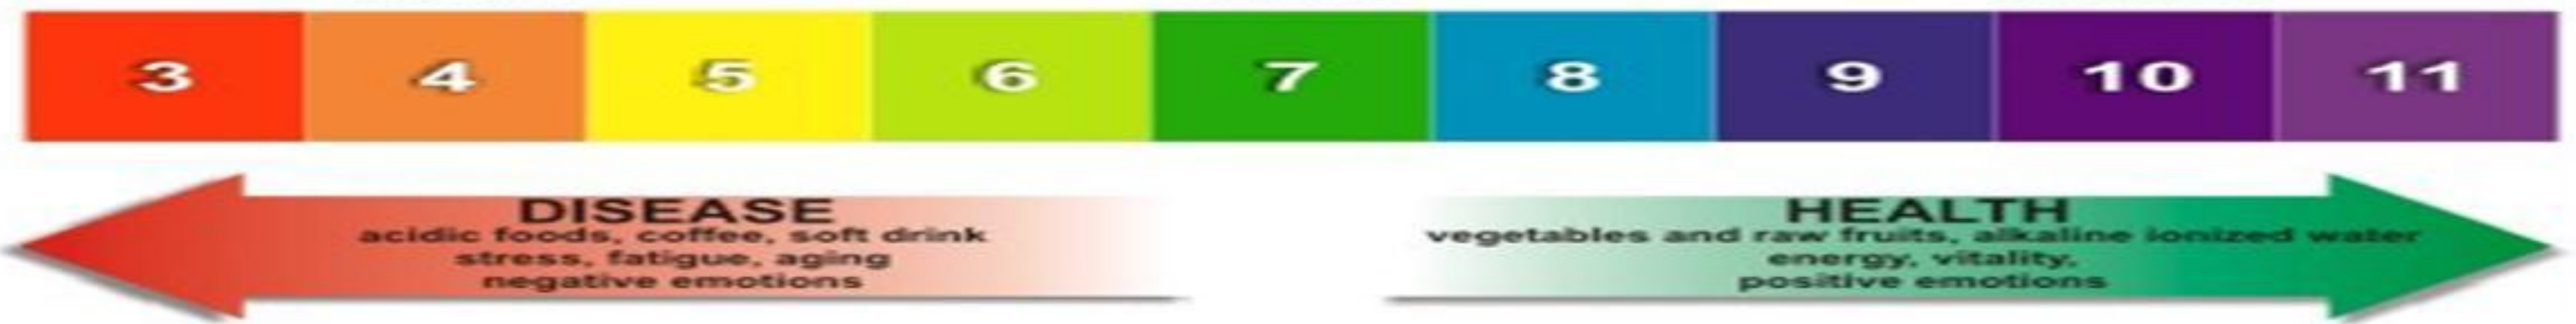 3 4 5 6 7 8 9 10 11
DISEASE
acidic foods, coffee, soft drink
stress, fatigue, aging
negative emotions
HEALTH
vegetables and raw fruits, alkaline ionized water
energy, vitality,
positive emotions